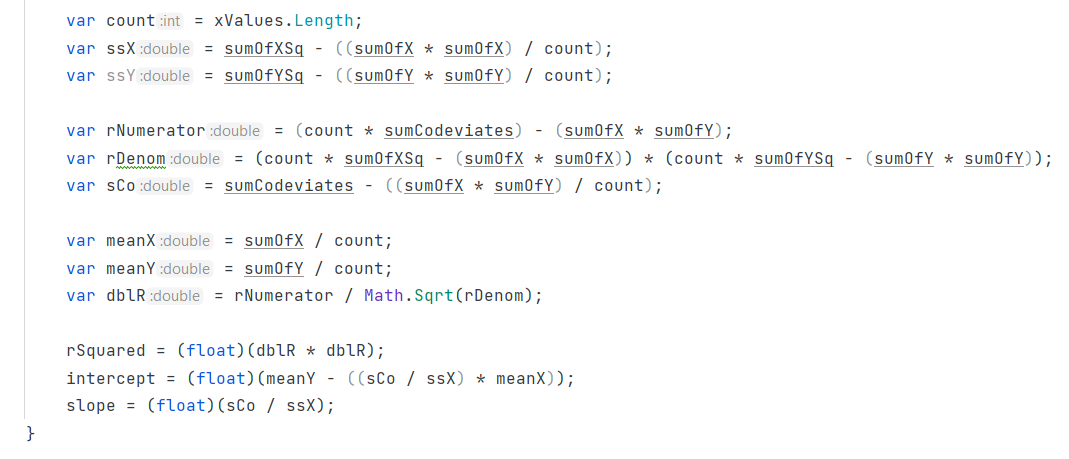 var count:int = xValues.Length;
var ssX:double = sumOfXSq - ((sumOfX * sumOfX) / count);
var ssY:double = sumOfYSq - ((sumOfY * sumOfY) / count);
var rNumerator:double = (count * sumCodeviates) - (sumOfX * sumOfY);
var rDenom:double = (count * sumOfXSq - (sumOfX * sumOfX)) * (count * sumOfYSq - (sumOfY * sumOfY));
var sCo:double = sumCodeviates - ((sumOfX * sumOfY) / count);
var meanX:double = sumOfX / count;
var meanY:double = sumOfY / count;
var dblR:double = rNumerator / Math.Sqrt(rDenom);
rSquared = (float)(dblR * dblR);
intercept = (float)(meanY - ((sCo / ssX) * meanX));
slope = (float)(sCo / ssX);
}